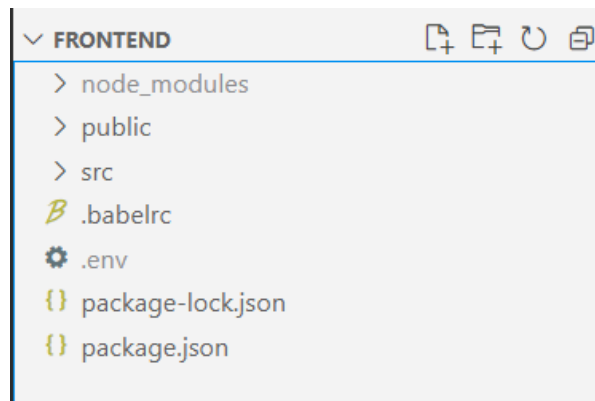 FRONTEND
node_modules
public
src
.babelrc
.env
package-lock.json
package.json